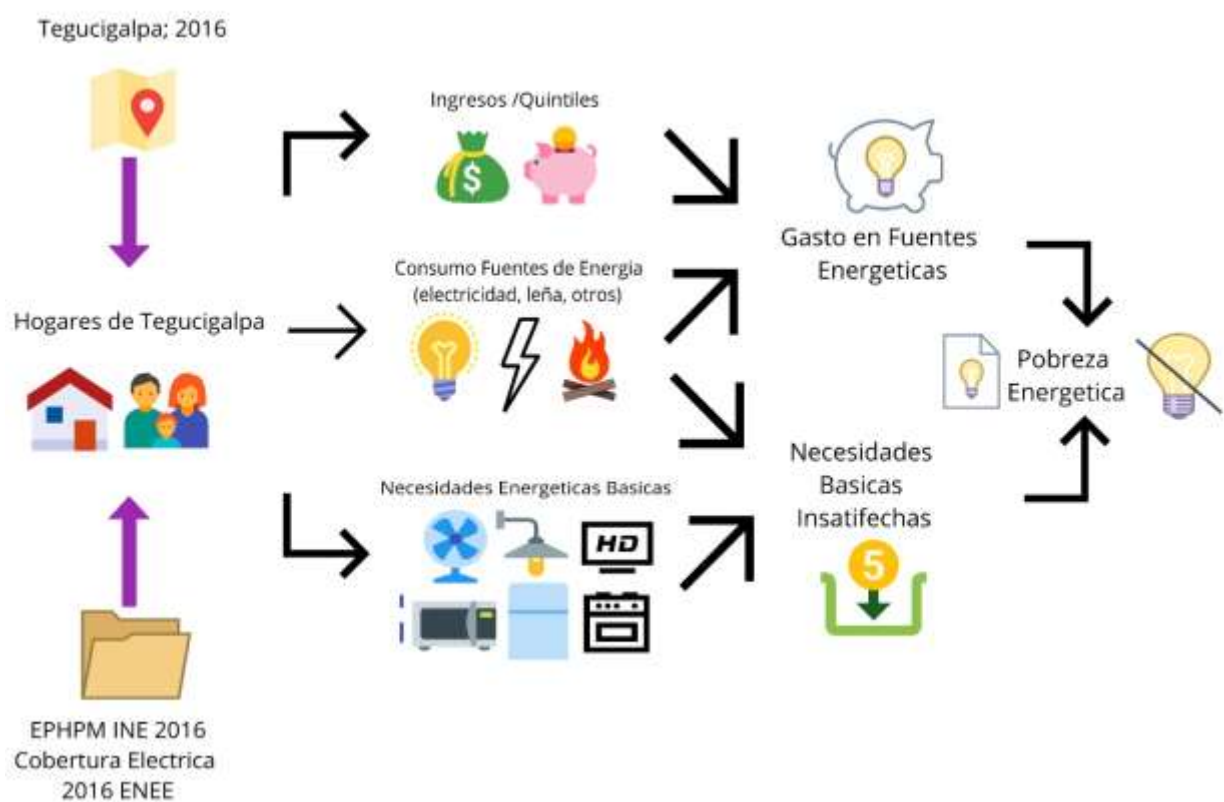 Tegucigalpa; 2016
Ingresos /Quintiles
$
Gasto en Fuentes
Energeticas
Consumo Fuentes de Energia
(electricidad, leña, otros)
Hogares de Tegucigalpa
Pobreza
Energetica
Necesidades Energeticas Basicas
HD
Necesidades
Basicas
Insatifechas
5
EPHPM INE 2016
Cobertura Electrica
2016 ENEE